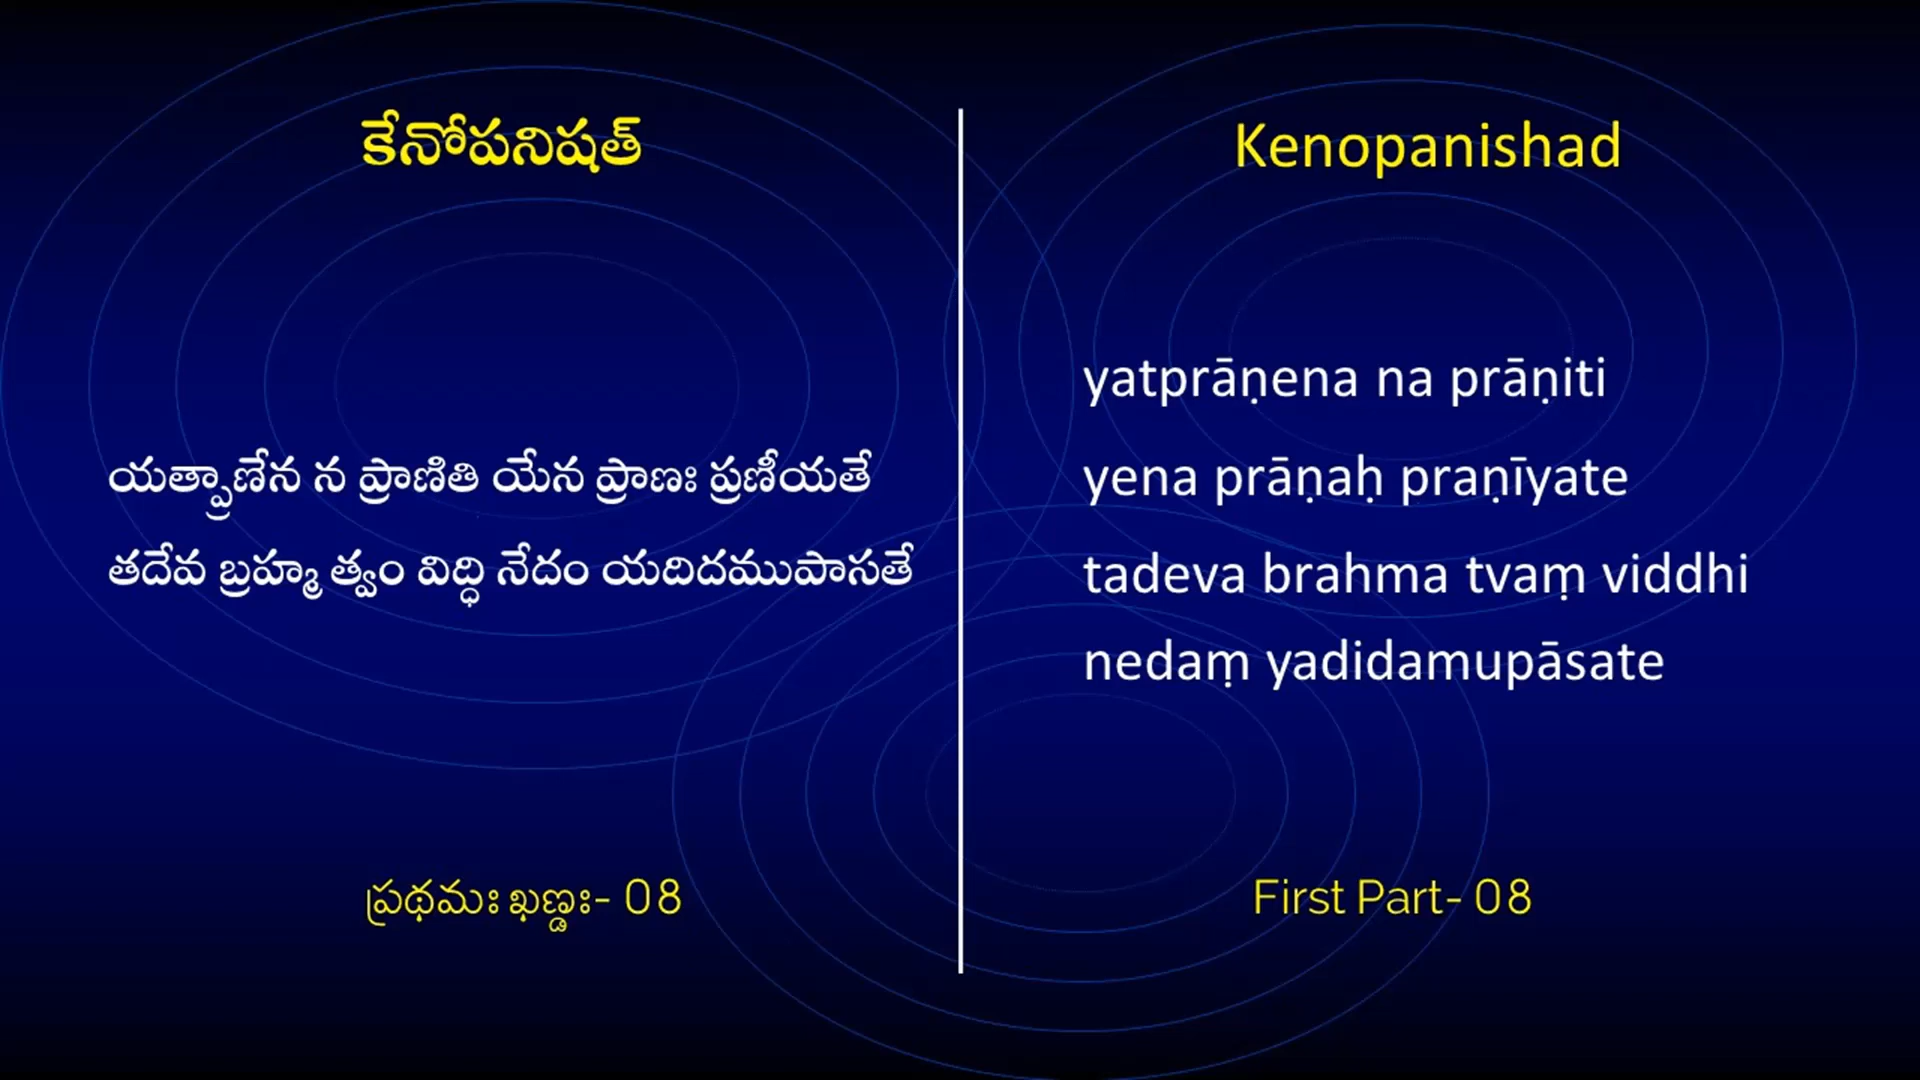 కేనోపనిషత్
యత్ప్రాణేన న ప్రాణితి యేన ప్రాణః ప్రణీయతే
తదేవ బ్రహ్మ త్వం విద్ధి నేదం యదిదముపాసతే
ప్రథమః ఖణ్డః- 08
Kenopanishad
yatprāṇena na prāṇiti
yena prāṇaḥ praṇīyate
tadeva brahma tvaṃ viddhi
nedaṃ yadidamupāsate
First Part- 08